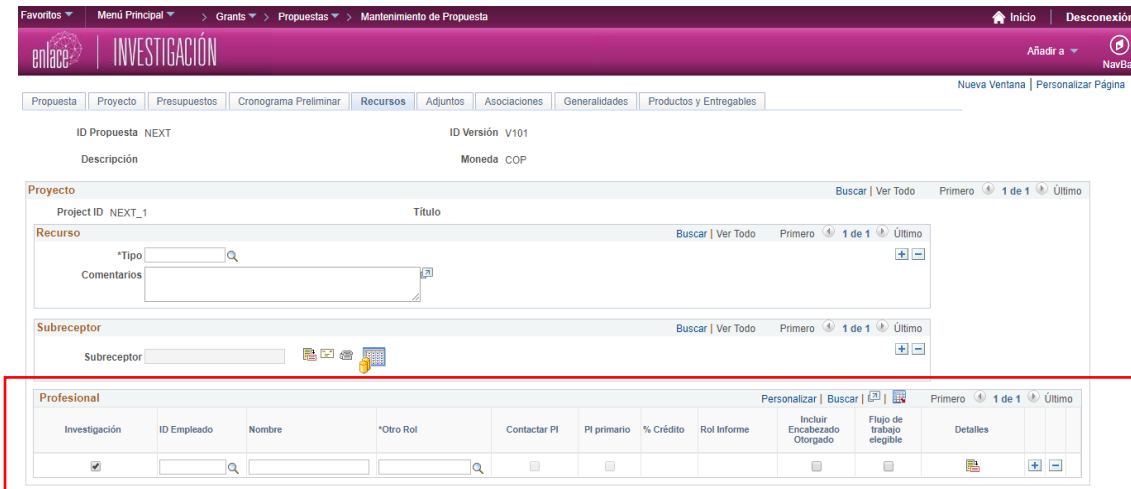 Favoritos Menú Principal > Grants > Propuestas > Mantenimiento de Propuesta Inicio Desconexión
enlace INVESTIGACIÓN Añadir a
NavBa
Nueva Ventana | Personalizar Página
Propuesta Proyecto Presupuestos Cronograma Preliminar Recursos Adjuntos Asociaciones Generalidades Productos y Entregables
ID Propuesta NEXT ID Versión V101
Descripción Moneda COP
Proyecto Buscar | Ver Todo Primero 1 de 1 Último
Project ID NEXT_1 Título
Recurso Buscar | Ver Todo Primero 1 de 1 Último
*Tipo
Comentarios
Subreceptor Buscar | Ver Todo Primero 1 de 1 Último
Subreceptor
Profesional Personalizar | Buscar | | Primero 1 de 1 Último
Investigación ID Empleado Nombre *Otro Rol Contactar PI PI primario % Crédito Rol Informe Incluir Encabezado Otorgado Flujo de trabajo elegible Detalles